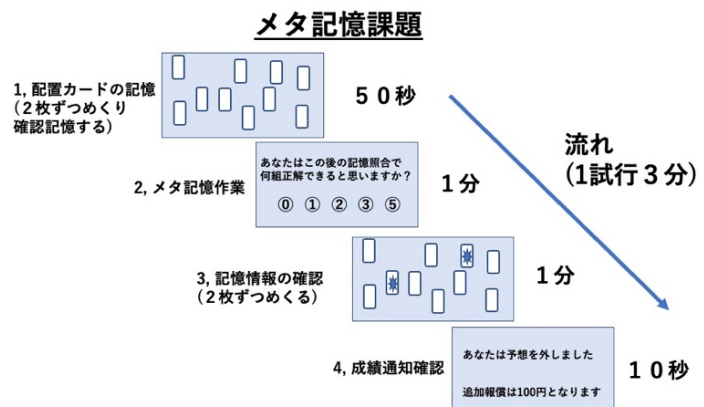 メタ記憶課題
1, 配置カードの記憶
（２枚ずつめくり
確認記憶する）
５０秒
2, メタ記憶作業
あなたはこの後の記憶照合で
何組正解できると思いますか？
⓪ ① ② ③ ⑤
１分
流れ
(1試行３分)
3, 記憶情報の確認
（２枚ずつめくる）
１分
4, 成績通知確認
あなたは予想を外しました
追加報償は100円となります
１０秒